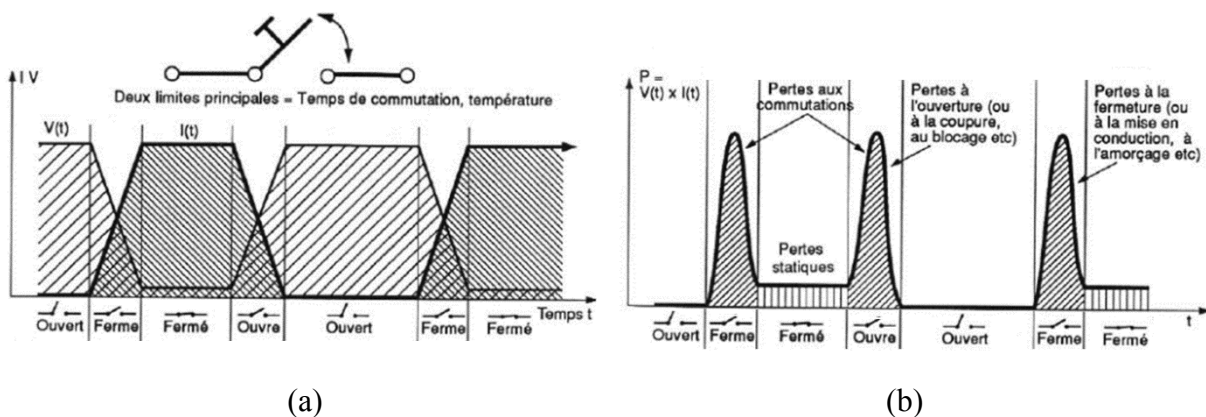 I V
Deux limites principales = Temps de commutation, température
V(t)
I(t)
Temps t
Ouvert
Ferme
Fermé
Ouvre
Ouvert
Ferme
Fermé
(a)
P =
V(t) x I(t)
Pertes aux
commutations
Pertes à
l'ouverture (ou
à la coupure,
au blocage etc)
Pertes à la
fermeture (ou
à la mise en
conduction, à
l'amorçage etc)
Pertes
statiques
t
Ouvert
Ferme
Fermé
Ouvre
Ouvert
Ferme
Fermé
(b)